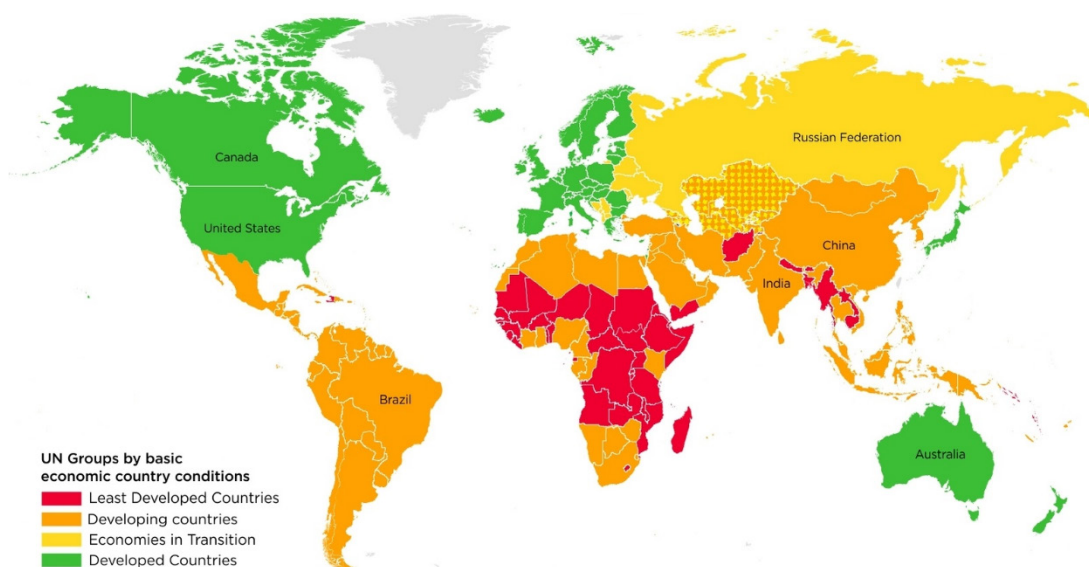 Canada
United States
Brazil
Russian Federation
China
India
Australia
UN Groups by basic
economic country conditions
Least Developed Countries
Developing countries
Economies in Transition
Developed Countries